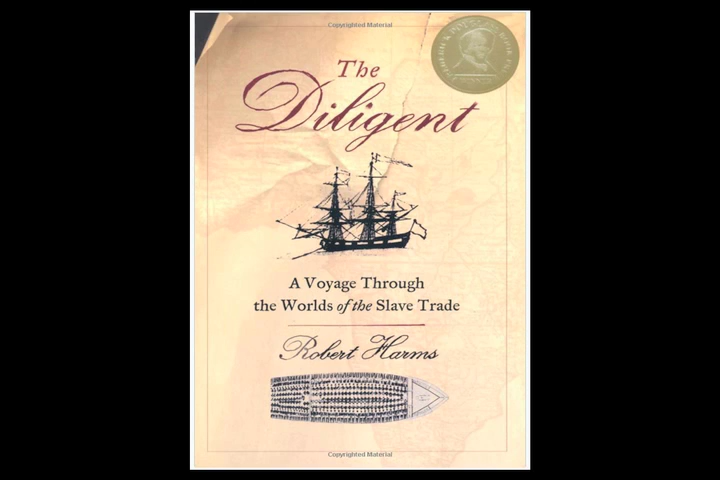 Copyrighted Material
The
Diligent
A Voyage Through
the Worlds of the Slave Trade
Robert Harms
Copyrighted Material